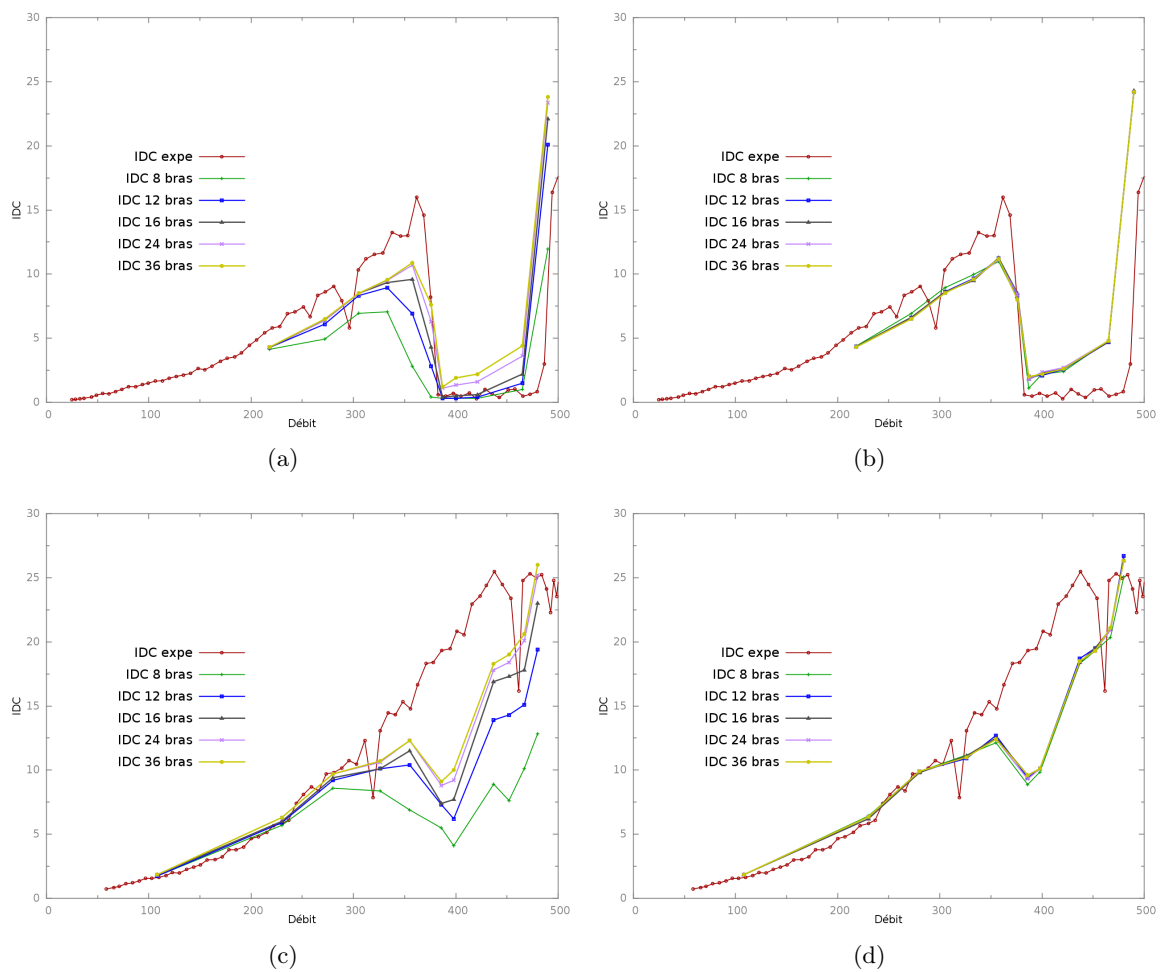 30
25
20
15
10
5
0
IDC
IDC expe
IDC 8 bras
IDC 12 bras
IDC 16 bras
IDC 24 bras
IDC 36 bras
0 100 200 300 400 500
Débit
(a)
30
25
20
15
10
5
0
IDC
IDC expe
IDC 8 bras
IDC 12 bras
IDC 16 bras
IDC 24 bras
IDC 36 bras
0 100 200 300 400 500
Débit
(b)
30
25
20
15
10
5
0
IDC
IDC expe
IDC 8 bras
IDC 12 bras
IDC 16 bras
IDC 24 bras
IDC 36 bras
0 100 200 300 400 500
Débit
(c)
30
25
20
15
10
5
0
IDC
IDC expe
IDC 8 bras
IDC 12 bras
IDC 16 bras
IDC 24 bras
IDC 36 bras
0 100 200 300 400 500
Débit
(d)